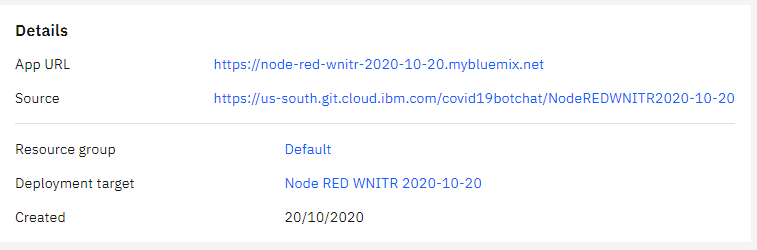 Details
App URL https://node-red-wnitr-2020-10-20.mybluemix.net
Source https://us-south.git.cloud.ibm.com/covid19botchat/NodeREDWNITR2020-10-20
Resource group Default
Deployment target Node RED WNITR 2020-10-20
Created 20/10/2020